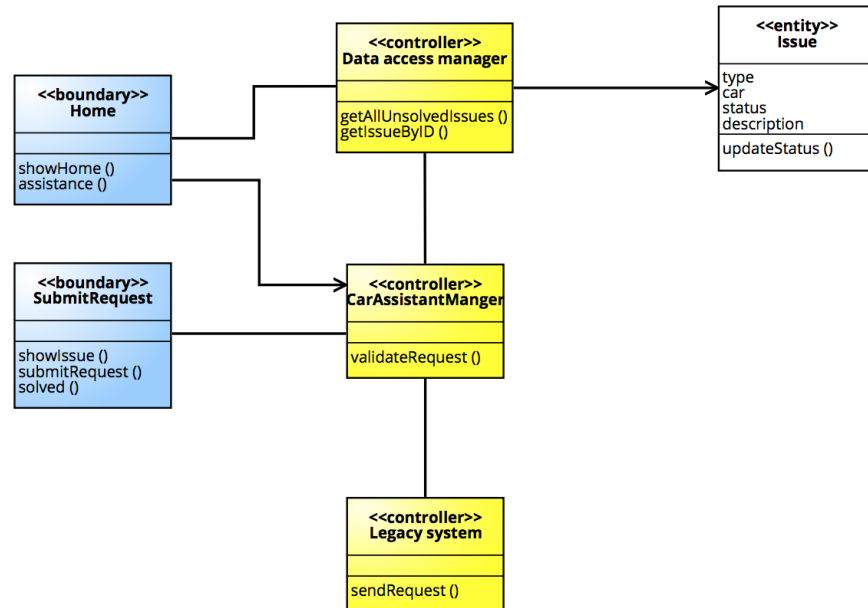 <<controller>>
Data access manager
getAllUnsolvedIssues ()
getIssueByID ()
<<entity>>
Issue
type
car
status
description
updateStatus ()
<<boundary>>
Home
showHome ()
assistance ()
<<boundary>>
SubmitRequest
showIssue ()
submitRequest ()
solved ()
<<controller>>
CarAssistantManger
validateRequest ()
<<controller>>
Legacy system
sendRequest ()